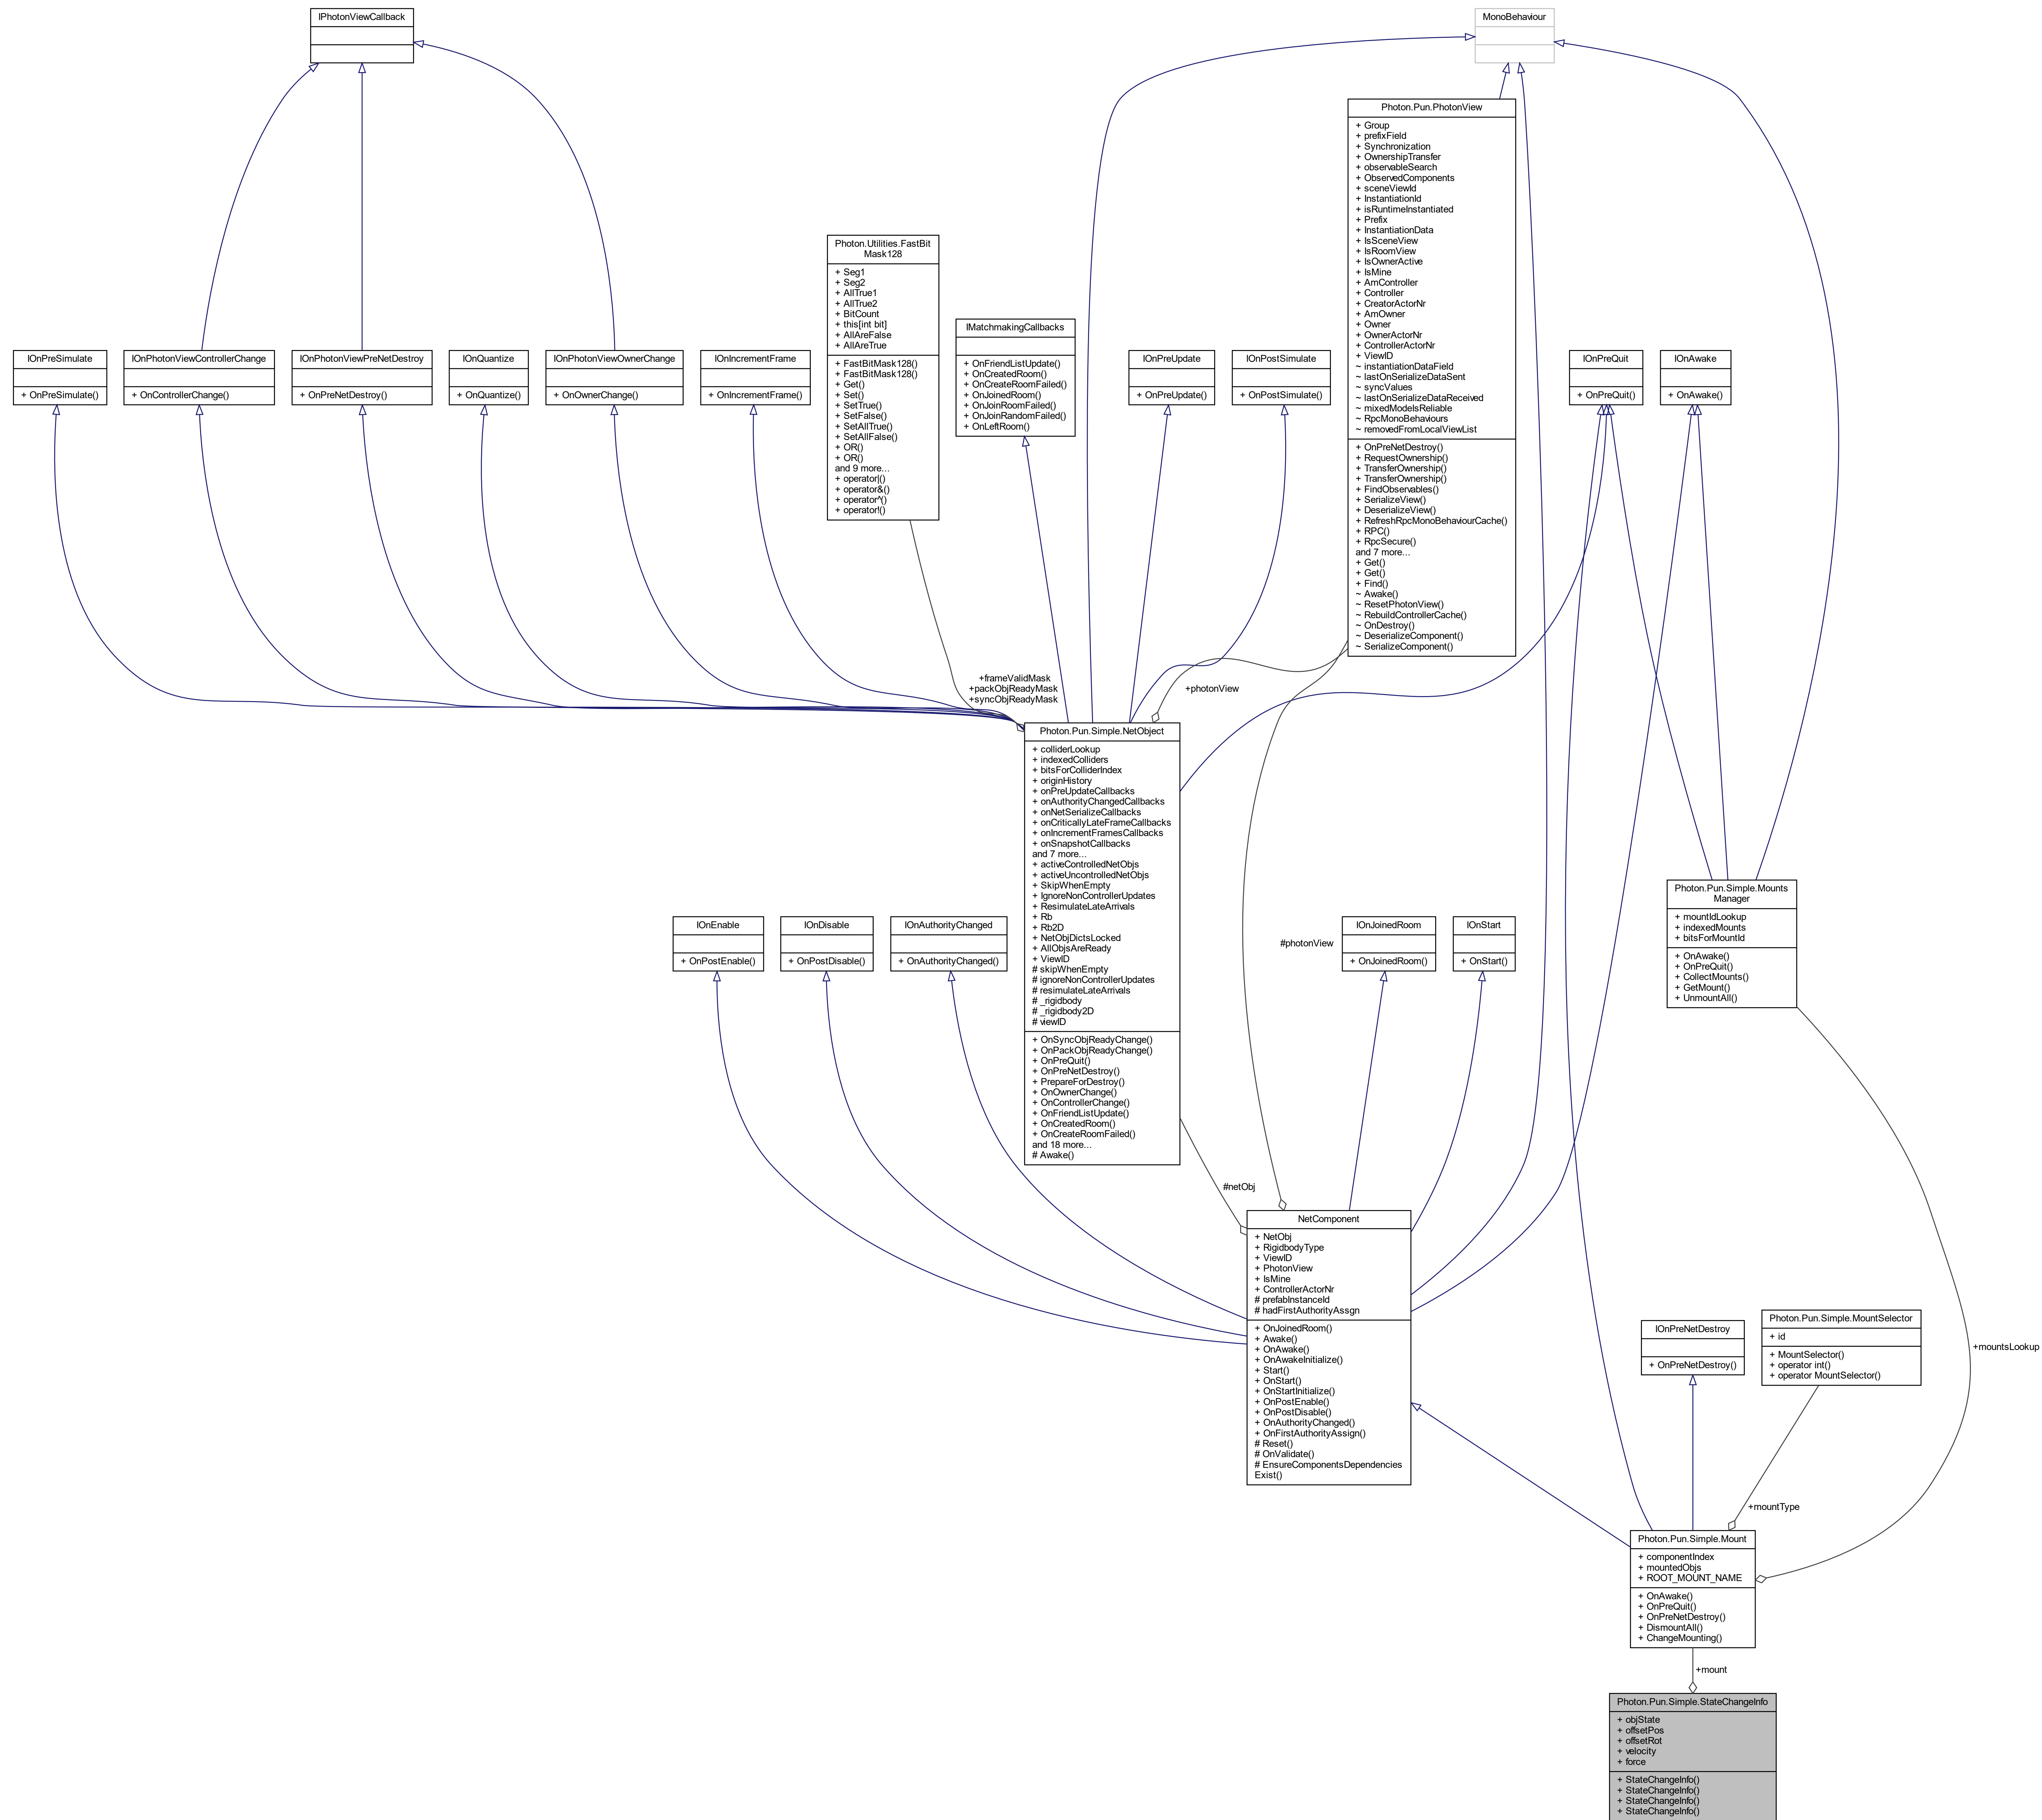 IPhotonViewCallback
MonoBehaviour
Photon.Pun.PhotonView
+ Group
+ prefixField
+ Synchronization
+ OwnershipTransfer
+ observableSearch
+ ObservedComponents
+ sceneViewId
+ InstantiationId
+ isRuntimeInstantiated
+ Prefix
+ InstantiationData
+ IsSceneView
+ IsRoomView
+ IsOwnerActive
+ IsMine
+ AmController
+ Controller
+ CreatorActorNr
+ AmOwner
+ Owner
+ OwnerActorNr
+ ControllerActorNr
+ ViewID
~ instantiationDataField
~ lastOnSerializeDataSent
~ syncValues
~ lastOnSerializeDataReceived
~ mixedModeIsReliable
~ RpcMonoBehaviours
~ removedFromLocalViewList
+ OnPreNetDestroy()
+ RequestOwnership()
+ TransferOwnership()
+ TransferOwnership()
+ FindObservables()
+ SerializeView()
+ DeserializeView()
+ RefreshRpcMonoBehaviourCache()
+ RPC()
+ RpcSecure()
and 7 more...
+ Get()
+ Get()
+ Find()
~ Awake()
~ ResetPhotonView()
~ RebuildControllerCache()
~ OnDestroy()
~ DeserializeComponent()
~ SerializeComponent()
Photon.Utilities.FastBit
Mask128
+ Seg1
+ Seg2
+ AllTrue1
+ AllTrue2
+ BitCount
+ this[int bit]
+ AllAreFalse
+ AllAreTrue
+ FastBitMask128()
+ FastBitMask128()
+ Get()
+ Set()
+ SetTrue()
+ SetFalse()
+ SetAllTrue()
+ SetAllFalse()
+ OR()
+ OR()
and 9 more...
+ operator|()
+ operator&()
+ operator^()
+ operator!()
IMatchmakingCallbacks
+ OnFriendListUpdate()
+ OnCreatedRoom()
+ OnCreateRoomFailed()
+ OnJoinedRoom()
+ OnJoinRoomFailed()
+ OnJoinRandomFailed()
+ OnLeftRoom()
IOnPreSimulate
+ OnPreSimulate()
IOnPhotonViewControllerChange
+ OnControllerChange()
IOnPhotonViewPreNetDestroy
+ OnPreNetDestroy()
IOnQuantize
+ OnQuantize()
IOnPhotonViewOwnerChange
+ OnOwnerChange()
IOnIncrementFrame
+ OnIncrementFrame()
IOnPreUpdate
+ OnPreUpdate()
IOnPostSimulate
+ OnPostSimulate()
IOnPreQuit
+ OnPreQuit()
IOnAwake
+ OnAwake()
+frameValidMask
+packObjReadyMask
+syncObjReadyMask
+photonView
Photon.Pun.Simple.NetObject
+ colliderLookup
+ indexedColliders
+ bitsForColliderIndex
+ originHistory
+ onPreUpdateCallbacks
+ onAuthorityChangedCallbacks
+ onNetSerializeCallbacks
+ onCriticallyLateFrameCallbacks
+ onIncrementFramesCallbacks
+ onSnapshotCallbacks
and 7 more...
+ activeControlledNetObjs
+ activeUncontrolledNetObjs
+ SkipWhenEmpty
+ IgnoreNonControllerUpdates
+ ResimulateLateArrivals
+ Rb
+ Rb2D
+ NetObjDictsLocked
+ AllObjsAreReady
+ ViewID
# skipWhenEmpty
# ignoreNonControllerUpdates
# resimulateLateArrivals
# _rigidbody
# _rigidbody2D
# viewID
+ OnSyncObjReadyChange()
+ OnPackObjReadyChange()
+ OnPreQuit()
+ OnPreNetDestroy()
+ PrepareForDestroy()
+ OnOwnerChange()
+ OnControllerChange()
+ OnFriendListUpdate()
+ OnCreatedRoom()
+ OnCreateRoomFailed()
and 18 more...
# Awake()
Photon.Pun.Simple.Mounts
Manager
+ mountIdLookup
+ indexedMounts
+ bitsForMountId
+ OnAwake()
+ OnPreQuit()
+ CollectMounts()
+ GetMount()
+ UnmountAll()
IOnEnable
+ OnPostEnable()
IOnDisable
+ OnPostDisable()
IOnAuthorityChanged
+ OnAuthorityChanged()
#photonView
IOnJoinedRoom
+ OnJoinedRoom()
IOnStart
+ OnStart()
#netObj
NetComponent
+ NetObj
+ RigidbodyType
+ ViewID
+ PhotonView
+ IsMine
+ ControllerActorNr
# prefabInstanceId
# hadFirstAuthorityAssgn
+ OnJoinedRoom()
+ Awake()
+ OnAwake()
+ OnAwakeInitialize()
+ Start()
+ OnStart()
+ OnStartInitialize()
+ OnPostEnable()
+ OnPostDisable()
+ OnAuthorityChanged()
+ OnFirstAuthorityAssign()
# Reset()
# OnValidate()
# EnsureComponentsDependencies
Exist()
IOnPreNetDestroy
+ OnPreNetDestroy()
Photon.Pun.Simple.MountSelector
+ id
+ MountSelector()
+ operator int()
+ operator MountSelector()
+mountsLookup
+mountType
Photon.Pun.Simple.Mount
+ componentIndex
+ mountedObjs
+ ROOT_MOUNT_NAME
+ OnAwake()
+ OnPreQuit()
+ OnPreNetDestroy()
+ DismountAll()
+ ChangeMounting()
+mount
Photon.Pun.Simple.StateChangeInfo
+ objState
+ offsetPos
+ offsetRot
+ velocity
+ force
+ StateChangeInfo()
+ StateChangeInfo()
+ StateChangeInfo()
+ StateChangeInfo()